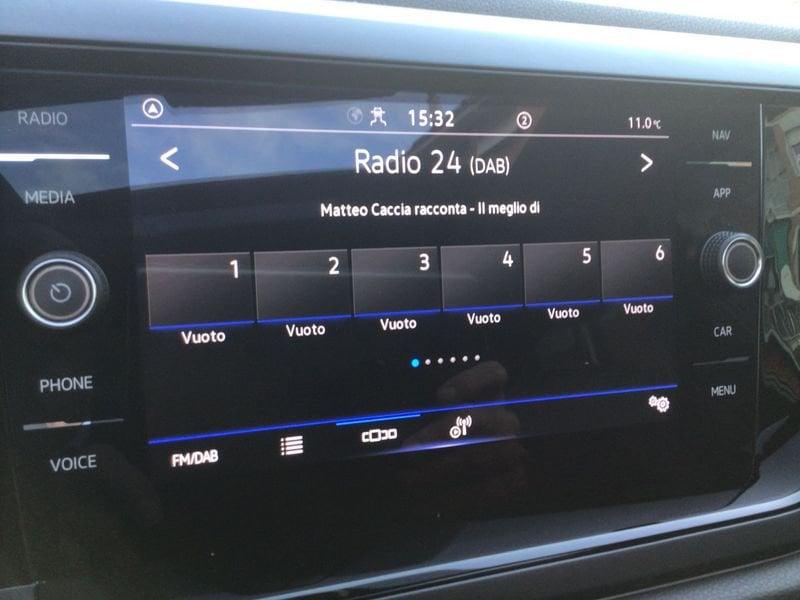 RADIO
MEDIA
PHONE
VOICE
15:32
2
11.0°C
< Radio 24 (DAB) >
Matteo Caccia racconta - Il meglio di
1 2 3 4 5 6
Vuoto Vuoto Vuoto Vuoto Vuoto Vuoto
FM/DAB
NAV
APP
CAR
MENU